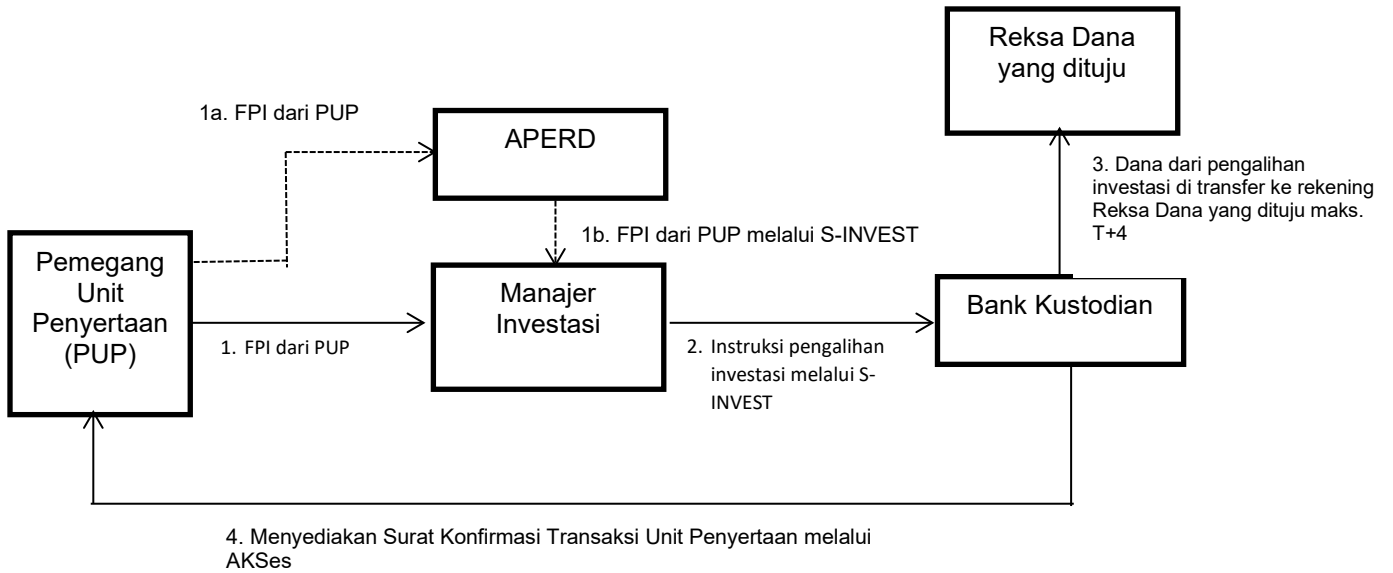 Reksa Dana
yang dituju
1a. FPI dari PUP
APERD
3. Dana dari pengalihan
investasi di transfer ke rekening
Reksa Dana yang dituju maks.
T+4
1b. FPI dari PUP melalui S-INVEST
Pemegang
Unit
Penyertaan
(PUP)
Manajer
Investasi
Bank Kustodian
1. FPI dari PUP
2. Instruksi pengalihan
investasi melalui S-
INVEST
4. Menyediakan Surat Konfirmasi Transaksi Unit Penyertaan melalui
AKSes